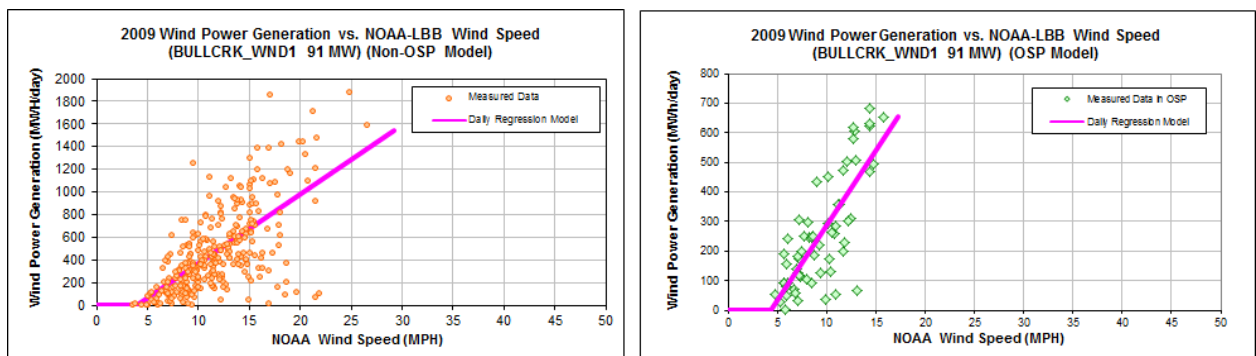 2009 Wind Power Generation vs. NOAA-LBB Wind Speed
(BULLCRK_WND1 91 MW) (Non-OSP Model)
Wind Power Generation (MWH/day)
2000
1800
1600
1400
1200
1000
800
600
400
200
0
Measured Data
Daily Regression Model
0 5 10 15 20 25 30 35 40 45 50
NOAA Wind Speed (MPH)
2009 Wind Power Generation vs. NOAA-LBB Wind Speed
(BULLCRK_WND1 91 MW) (OSP Model)
Wind Power Generation (MWh/day)
800
700
600
500
400
300
200
100
0
Measured Data in OSP
Daily Regression Model
0 5 10 15 20 25 30 35 40 45 50
NOAA Wind Speed (MPH)